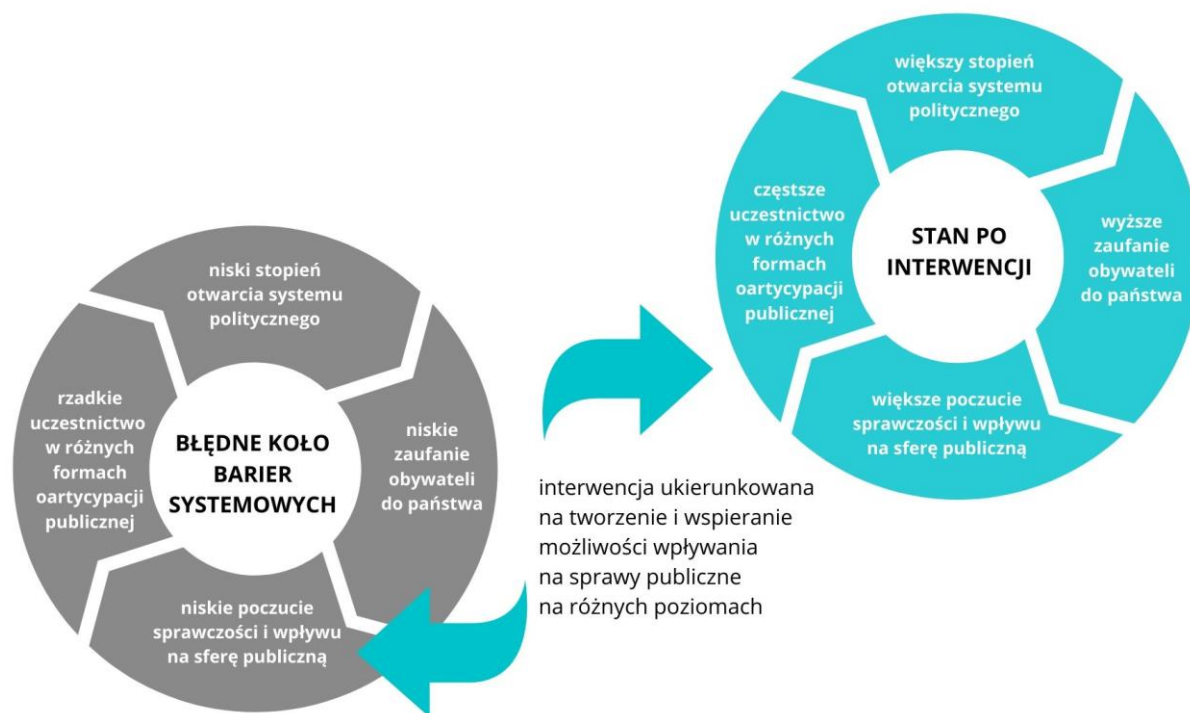 większy stopień
otwarcia systemu
politycznego
częstsze
uczestnictwo
w różnych
formach
oartycypacji
publicznej
STAN PO
INTERWENCJI
wyższe
zaufanie
obywateli
do państwa
większe poczucie
sprawczości i wpływu
na sferę publiczną
niski stopień
otwarcia systemu
politycznego
rzadkie
uczestnictwo
w różnych
formach
oartycypacji
publicznej
BŁĘDNE KOŁO
BARIER
SYSTEMOWYCH
niskie
zaufanie
obywateli
do państwa
niskie poczucie
sprawczości i wpływu
na sferę publiczną
interwencja ukierunkowana
na tworzenie i wspieranie
możliwości wpływania
na sprawy publiczne
na różnych poziomach